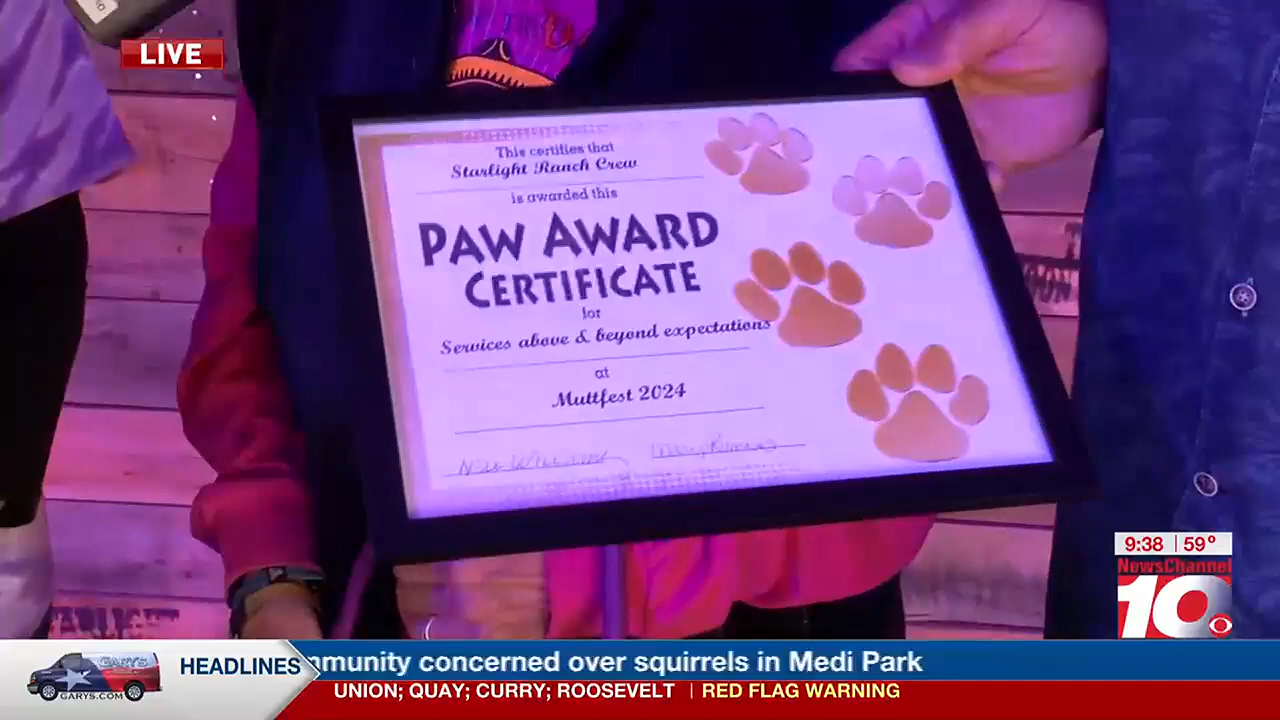 LIVE
This certifies that
Starlight Ranch Crew
is awarded this
PAW AWARD
CERTIFICATE
for
Services above & beyond expectations
at
Muttfest 2024
9:38 59°
NewsChannel
10
GARYS
GARYS.COM
HEADLINES
mmunity concerned over squirrels in Medi Park
UNION; QUAY; CURRY; ROOSEVELT | RED FLAG WARNING